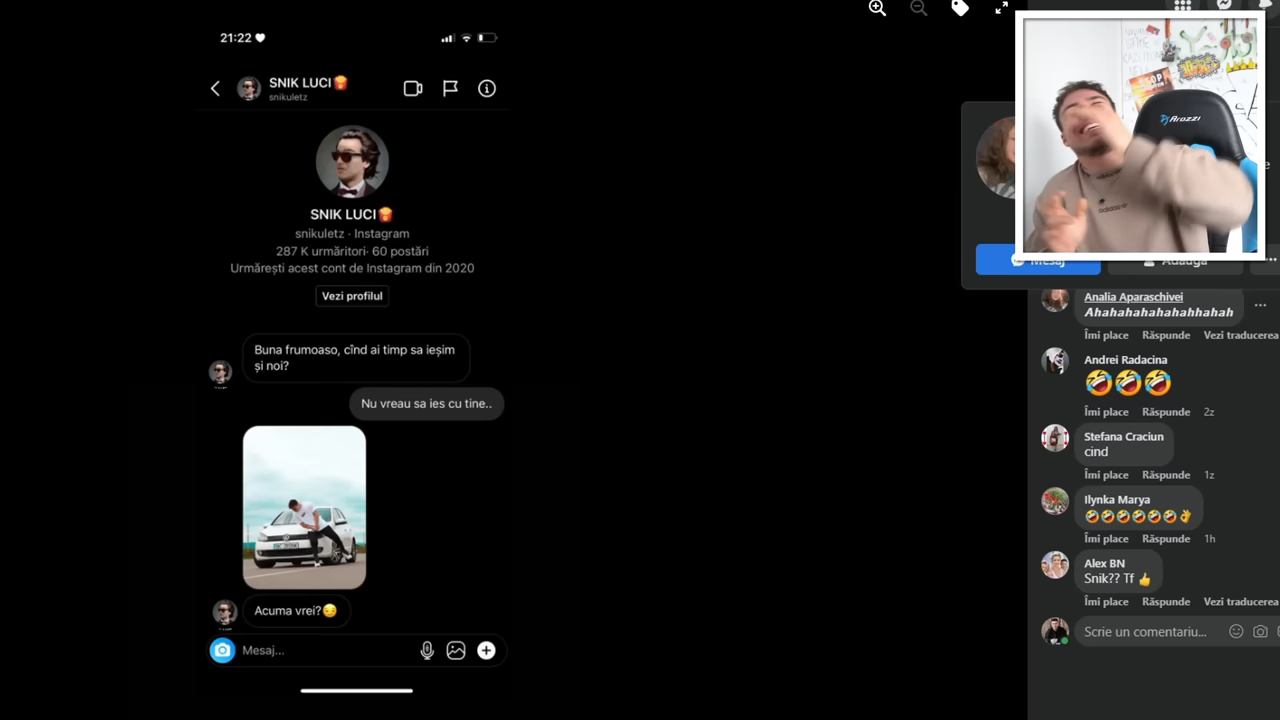 21:22
SNIK LUCI🍟
snikuletz
SNIK LUCI🍟
snikuletz · Instagram
287 K urmăritori· 60 postări
Urmărești acest cont de Instagram din 2020
Vezi profilul
Buna frumoaso, cînd ai timp sa ieșim
și noi?
Nu vreau sa ies cu tine..
Acuma vrei?😏
Mesaj...
Arozzi
Mesaj
Adaugă
Analia Aparaschivei
Ahahahahahahahhahah
Îmi place Răspunde Vezi traducerea
Andrei Radacina
🤣🤣🤣
Îmi place Răspunde 2z
Stefana Craciun
cind
Îmi place Răspunde 1z
Ilynka Marya
🤣🤣🤣🤣🤣🤣✌
Îmi place Răspunde 1h
Alex BN
Snik?? Tf 👍
Îmi place Răspunde Vezi traducerea
Scrie un comentariu...